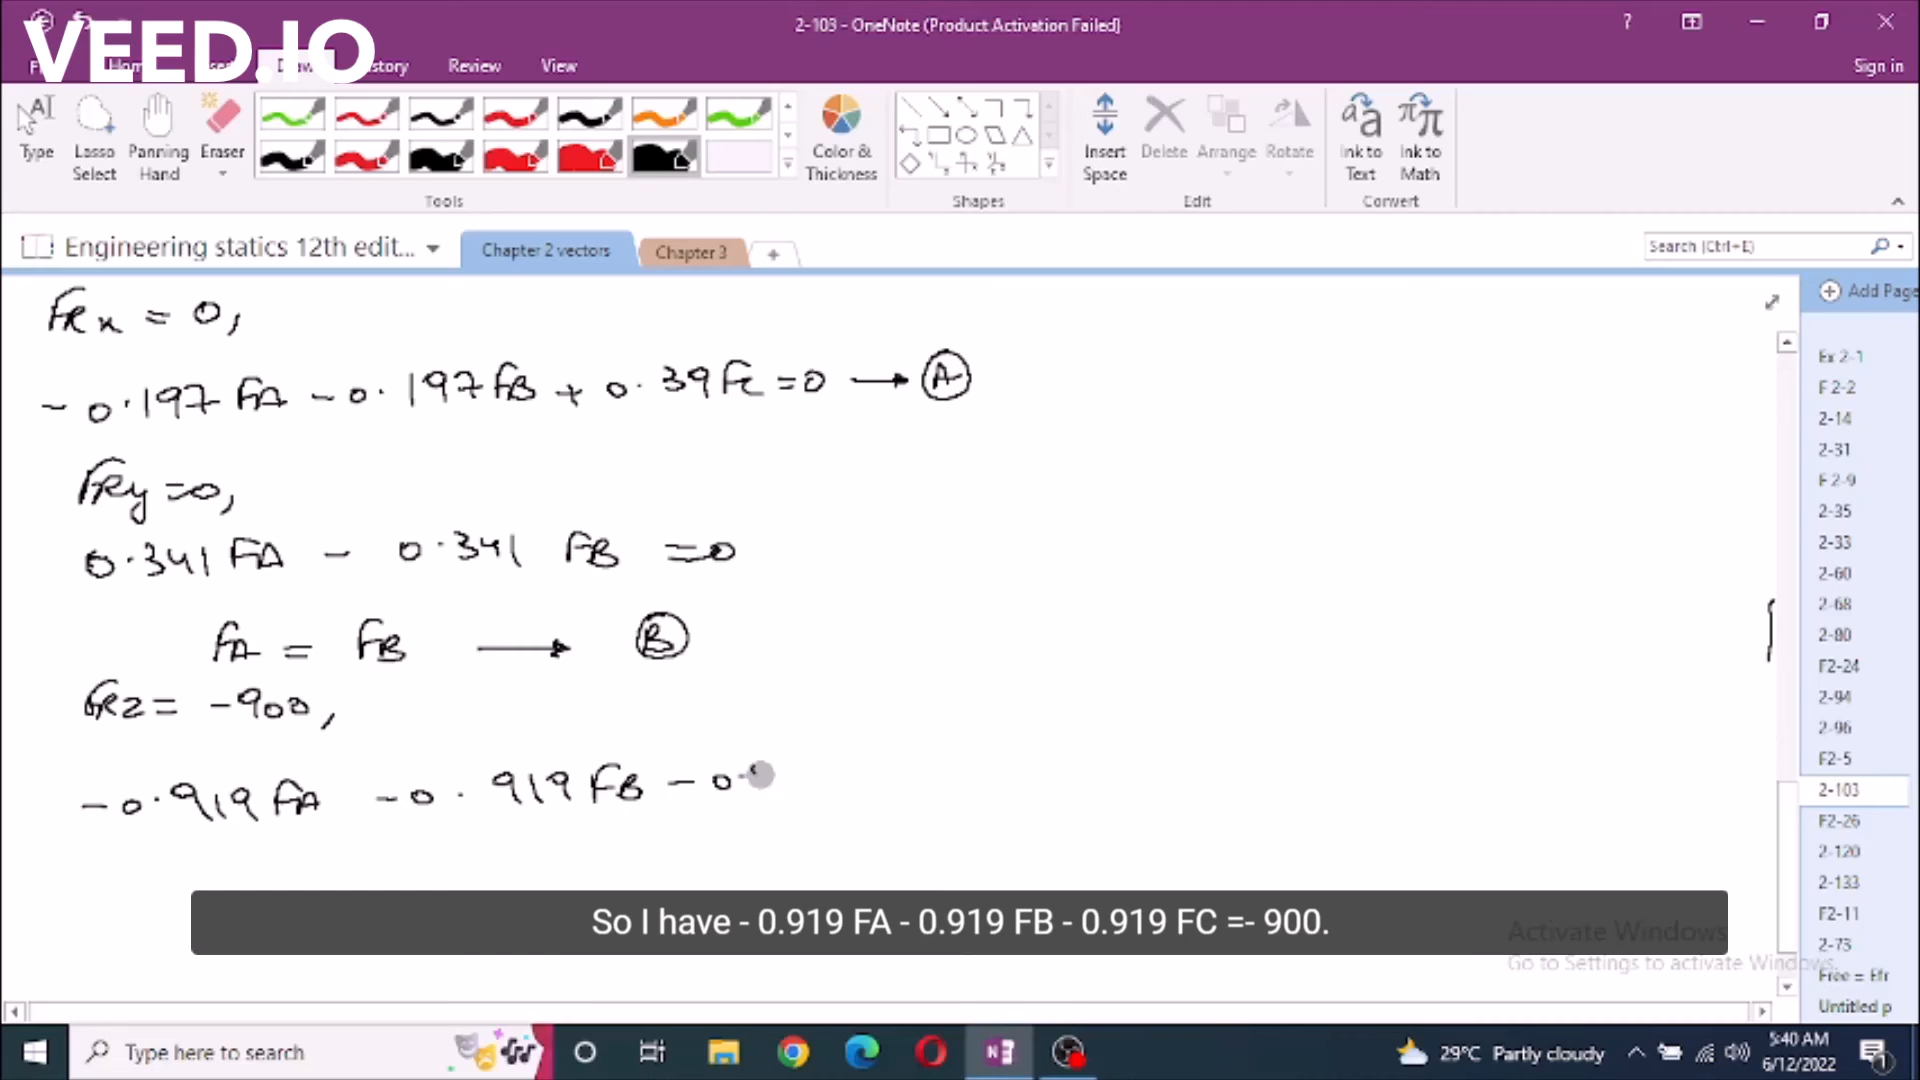 VEED.IO
2-103 - OneNote (Product Activation Failed)
?
Review
View
Sign in
Type
Lasso Select
Panning Hand
Eraser
Color & Thickness
Insert Space
Delete
Arrange
Rotate
Ink to Text
Ink to Math
Tools
Shapes
Edit
Convert
Engineering statics 12th edit...
Chapter 2 vectors
Chapter 3
Search (Ctrl+E)
Add Page
FRx = 0,
- 0.197 FA - 0.197 FB + 0.39 FC = 0 → A
FRy = 0,
0.341 FA - 0.341 FB = 0
FA = FB → B
FRz = -900,
- 0.919 FA - 0.919 FB - 0.
Ex 2-1
F 2-2
2-14
2-31
F 2-9
2-35
2-33
2-60
2-68
2-80
F2-24
2-94
2-96
F2-5
2-103
F2-26
2-120
2-133
F2-11
2-73
Free = Efr
Untitled p
So I have - 0.919 FA - 0.919 FB - 0.919 FC =- 900.
Activate Windows
Go to Settings to activate Windows.
Type here to search
29°C Partly cloudy
5:40 AM
6/12/2022
1